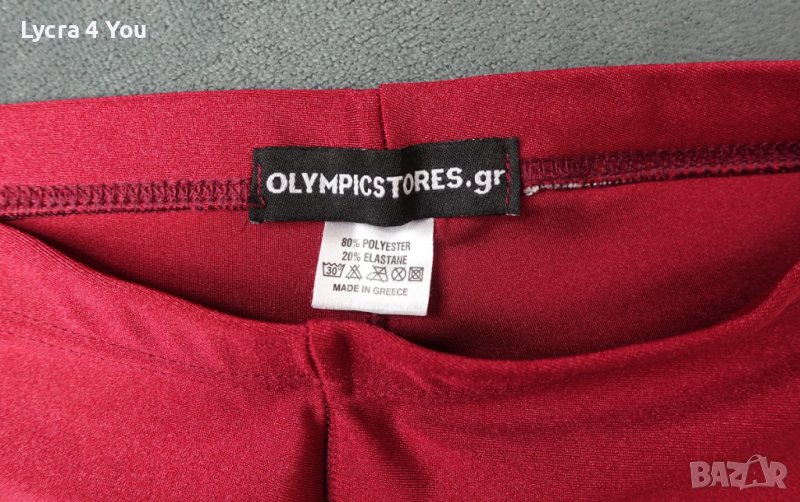 Lycra 4 You
OLYMPICSTORES.gr
80% POLYESTER
20% ELASTANE
30
MADE IN GREECE
BAZAR